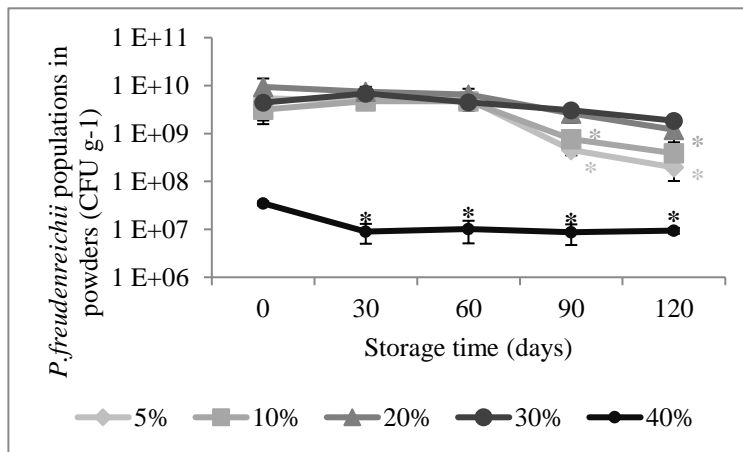 P.freudenreichii populations in
powders (CFU g-1)
1 E+11
1 E+10
1 E+09
1 E+08
1 E+07
1 E+06
* * * * * * * *
0 30 60 90 120
Storage time (days)
5% 10% 20% 30% 40%